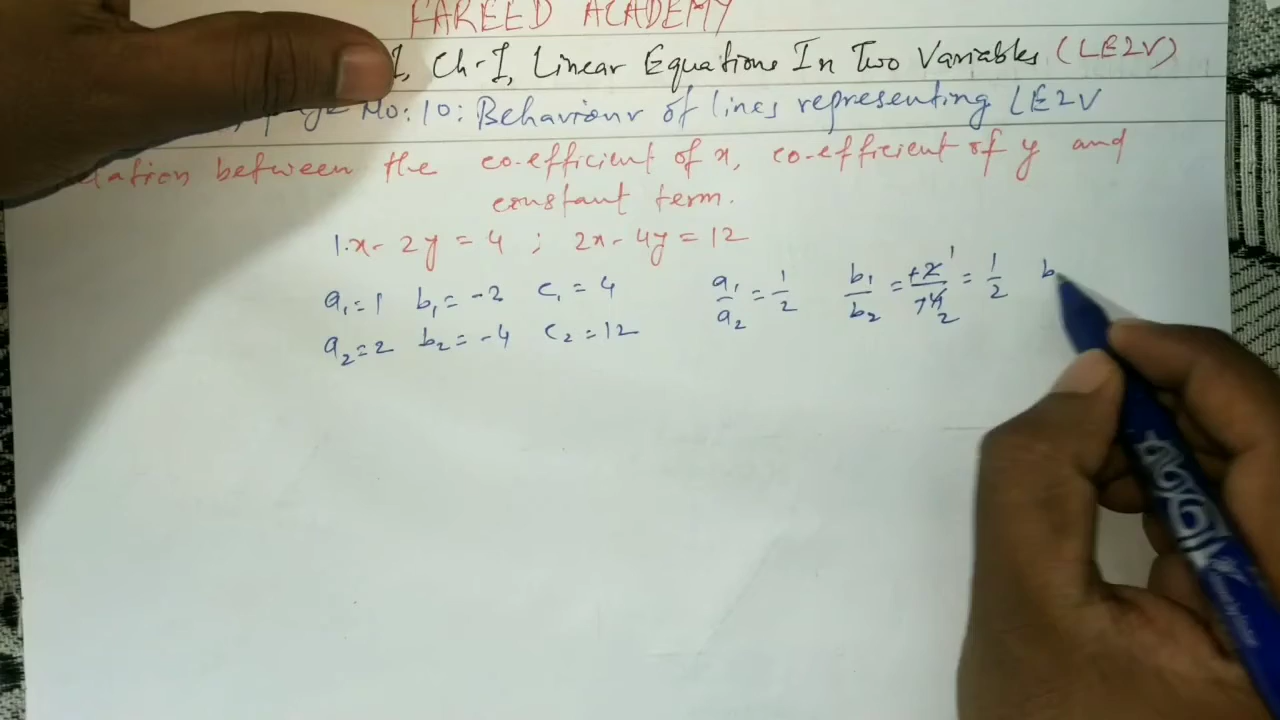 FAREED ACADEMY
I, Ch-I, Linear Equations In Two Variables (LE2V)
No: 10: Behaviour of lines representing LE2V
between the co-efficient of x, co-efficient of y and
constant term.
1. x - 2y = 4 ; 2x - 4y = 12
a₁ = 1 b₁ = -2 c₁ = 4 a₁/a₂ = 1/2 b₁/b₂ = +2/+4 = 1/2 b
a₂ = 2 b₂ = -4 c₂ = 12